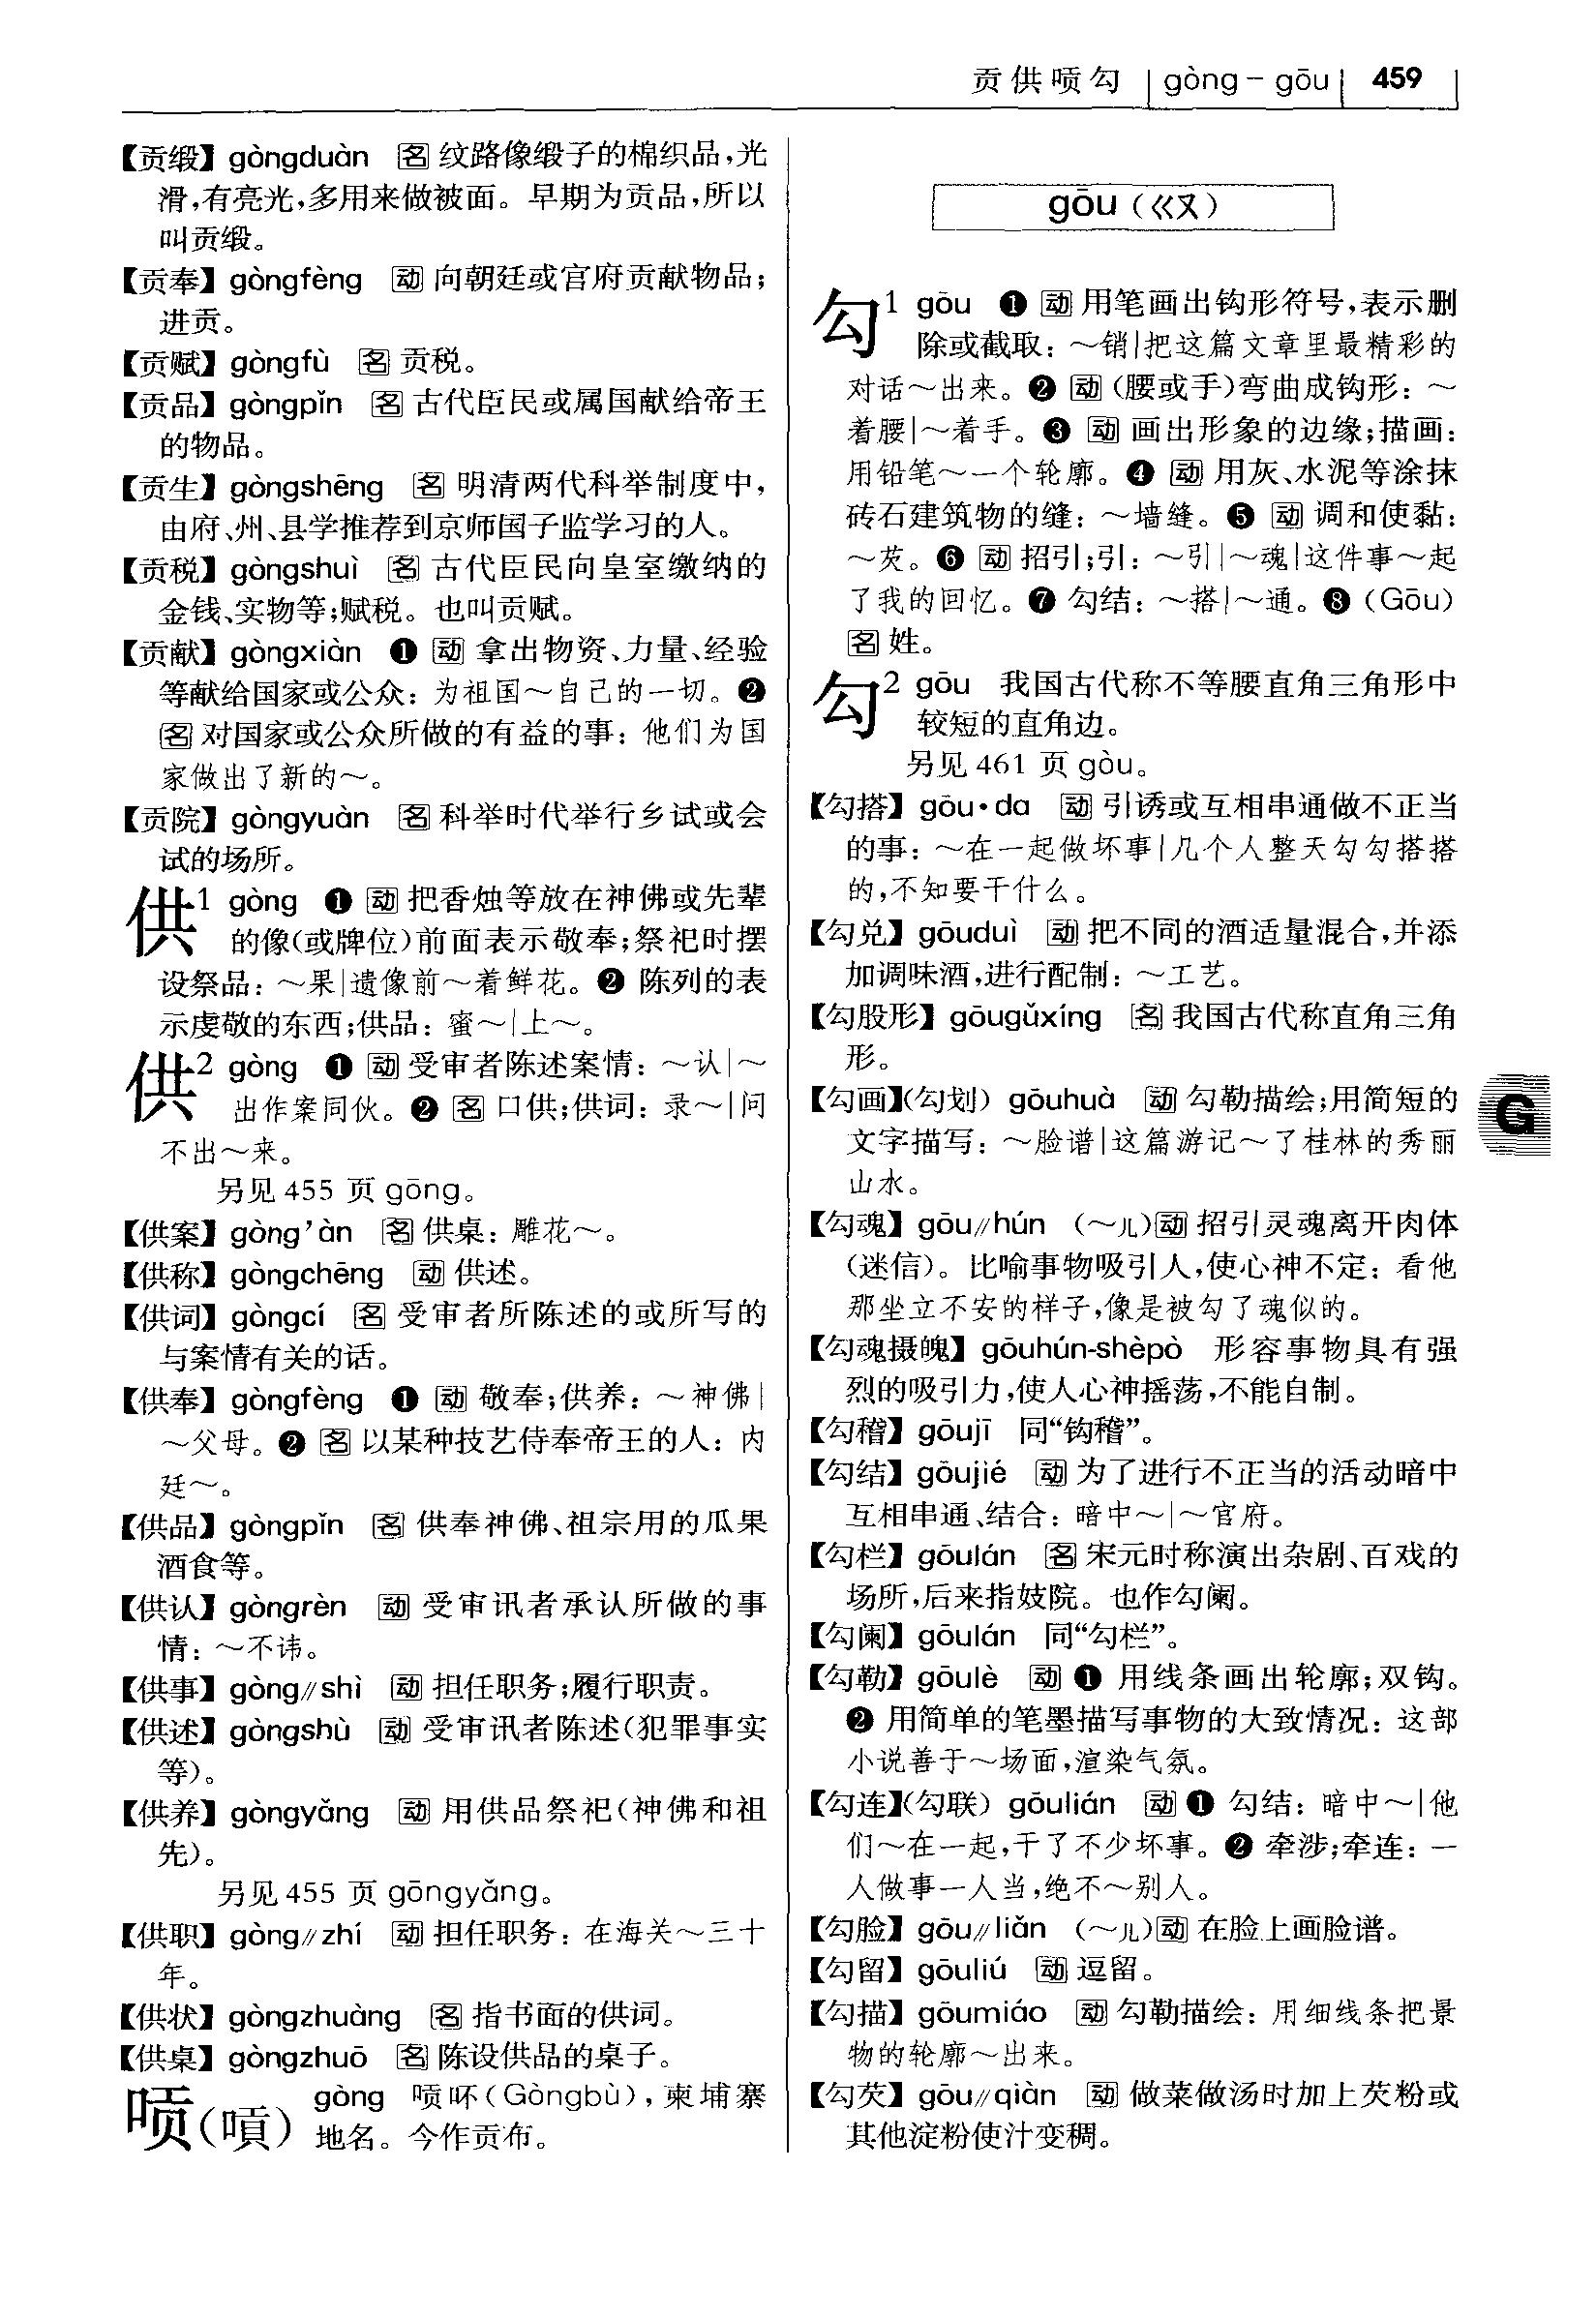 贡供唝勾 gòng－gōu 459
【贡缎】gòngduàn 名 纹路像缎子的棉织品,光
滑,有亮光,多用来做被面。早期为贡品,所以
叫贡缎。
【贡奉】gòngfèng 动 向朝廷或官府贡献物品;
进贡。
【贡赋】gòngfù 名 贡税。
【贡品】gòngpǐn 名 古代臣民或属国献给帝王
的物品。
【贡生】gòngshēng 名 明清两代科举制度中,
由府、州、县学推荐到京师国子监学习的人。
【贡税】gòngshuì 名 古代臣民向皇室缴纳的
金钱、实物等;赋税。也叫贡赋。
【贡献】gòngxiàn ❶ 动 拿出物资、力量、经验
等献给国家或公众:为祖国～自己的一切。❷
名 对国家或公众所做的有益的事:他们为国
家做出了新的～。
【贡院】gòngyuàn 名 科举时代举行乡试或会
试的场所。
供1 gòng ❶ 动 把香烛等放在神佛或先辈
的像(或牌位)前面表示敬奉;祭祀时摆
设祭品:～果|遗像前～着鲜花。❷ 陈列的表
示虔敬的东西;供品:蜜～|上～。
供2 gòng ❶ 动 受审者陈述案情:～认|～
出作案同伙。❷ 名 口供;供词:录～|问
不出～来。
另见 455 页 gōng。
【供案】gòng’àn 名 供桌:雕花～。
【供称】gòngchēng 动 供述。
【供词】gòngcí 名 受审者所陈述的或所写的
与案情有关的话。
【供奉】gòngfèng ❶ 动 敬奉;供养:～神佛|
～父母。❷ 名 以某种技艺侍奉帝王的人:内
廷～。
【供品】gòngpǐn 名 供奉神佛、祖宗用的瓜果
酒食等。
【供认】gòngrèn 动 受审讯者承认所做的事
情:～不讳。
【供事】gòng//shì 动 担任职务;履行职责。
【供述】gòngshù 动 受审讯者陈述(犯罪事实
等)。
【供养】gòngyǎng 动 用供品祭祀(神佛和祖
先)。
另见 455 页 gōngyǎng。
【供职】gòng//zhí 动 担任职务:在海关～三十
年。
【供状】gòngzhuàng 名 指书面的供词。
【供桌】gòngzhuō 名 陈设供品的桌子。
唝(嗊) gòng 唝吥(Gòngbù),柬埔寨
地名。今作贡布。
gōu(ㄍㄡ)
勾1 gōu ❶ 动 用笔画出钩形符号,表示删
除或截取:～销|把这篇文章里最精彩的
对话～出来。❷ 动 (腰或手)弯曲成钩形:～
着腰|～着手。❸ 动 画出形象的边缘;描画:
用铅笔～一个轮廓。❹ 动 用灰、水泥等涂抹
砖石建筑物的缝:～墙缝。❺ 动 调和使黏:
～芡。❻ 动 招引;引:～引|～魂|这件事～起
了我的回忆。❼ 勾结:～搭|～通。❽ (Gōu)
名 姓。
勾2 gōu 我国古代称不等腰直角三角形中
较短的直角边。
另见 461 页 gòu。
【勾搭】gōu·da 动 引诱或互相串通做不正当
的事:～在一起做坏事|几个人整天勾勾搭搭
的,不知要干什么。
【勾兑】gōuduì 动 把不同的酒适量混合,并添
加调味酒,进行配制:～工艺。
【勾股形】gōugǔxíng 名 我国古代称直角三角
形。
【勾画】(勾划) gōuhuà 动 勾勒描绘;用简短的
文字描写:～脸谱|这篇游记～了桂林的秀丽
山水。
G
【勾魂】gōu//hún (～儿)动 招引灵魂离开肉体
(迷信)。比喻事物吸引人,使心神不定:看他
那坐立不安的样子,像是被勾了魂似的。
【勾魂摄魄】gōuhún-shèpò 形容事物具有强
烈的吸引力,使人心神摇荡,不能自制。
【勾稽】gōujī 同“钩稽”。
【勾结】gōujié 动 为了进行不正当的活动暗中
互相串通、结合:暗中～|～官府。
【勾栏】gōulán 名 宋元时称演出杂剧、百戏的
场所,后来指妓院。也作勾阑。
【勾阑】gōulán 同“勾栏”。
【勾勒】gōulè 动 ❶ 用线条画出轮廓;双钩。
❷ 用简单的笔墨描写事物的大致情况:这部
小说善于～场面,渲染气氛。
【勾连】(勾联) gōulián 动 ❶ 勾结:暗中～|他
们～在一起,干了不少坏事。❷ 牵涉;牵连:一
人做事一人当,绝不～别人。
【勾脸】gōu//liǎn (～儿)动 在脸上画脸谱。
【勾留】gōuliú 动 逗留。
【勾描】gōumiáo 动 勾勒描绘:用细线条把景
物的轮廓～出来。
【勾芡】gōu//qiàn 动 做菜做汤时加上芡粉或
其他淀粉使汁变稠。